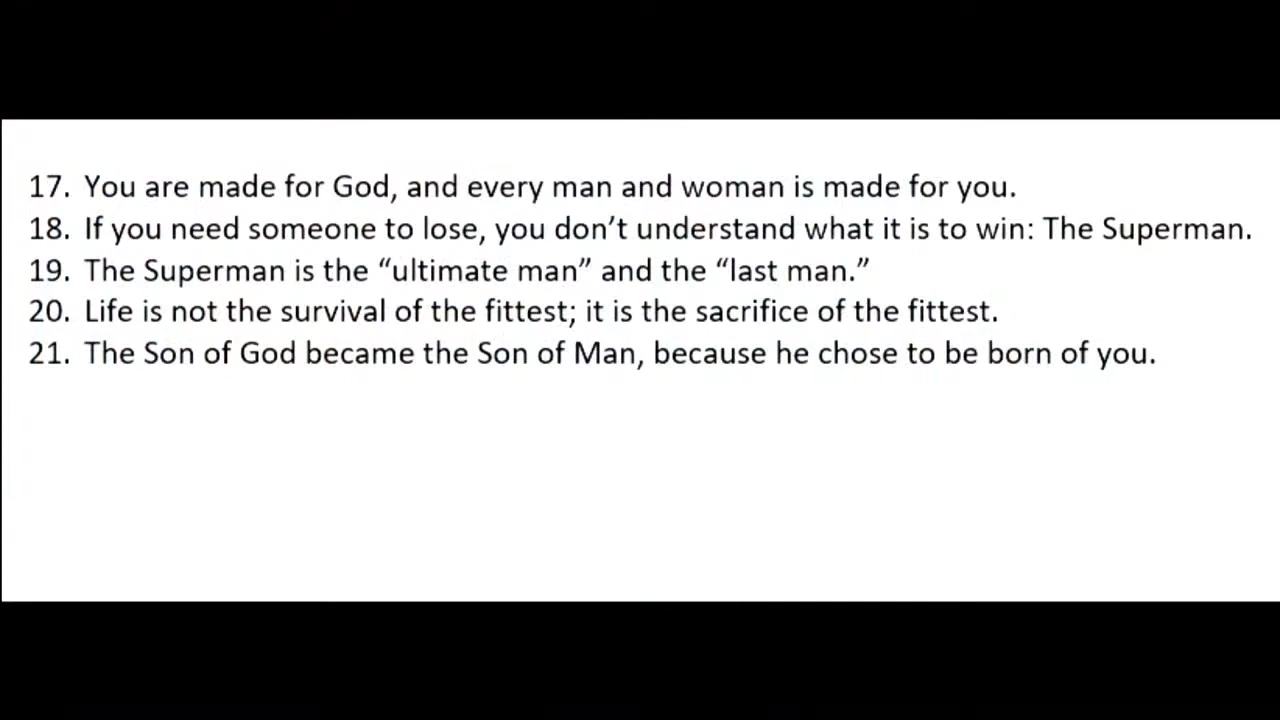 17. You are made for God, and every man and woman is made for you.
18. If you need someone to lose, you don’t understand what it is to win: The Superman.
19. The Superman is the “ultimate man” and the “last man.”
20. Life is not the survival of the fittest; it is the sacrifice of the fittest.
21. The Son of God became the Son of Man, because he chose to be born of you.